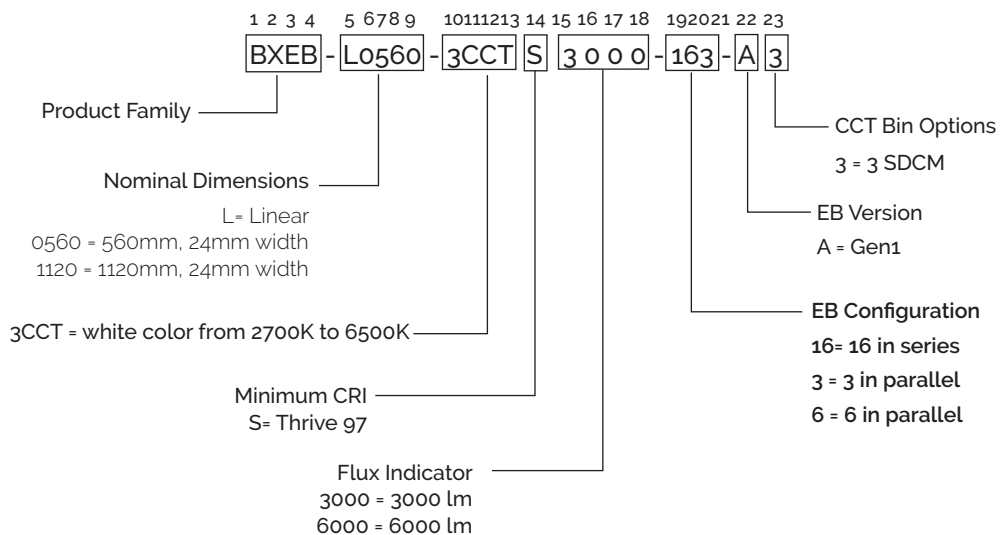 1 2 3 4 5 6 7 8 9 10 11 12 13 14 15 16 17 18 19 20 21 22 23
BXEB - L0560 - 3CCT S 3 0 0 0 - 163 - A 3
Product Family
CCT Bin Options
3 = 3 SDCM
Nominal Dimensions
L= Linear
0560 = 560mm, 24mm width
1120 = 1120mm, 24mm width
EB Version
A = Gen1
3CCT = white color from 2700K to 6500K
EB Configuration
16= 16 in series
3 = 3 in parallel
6 = 6 in parallel
Minimum CRI
S= Thrive 97
Flux Indicator
3000 = 3000 lm
6000 = 6000 lm